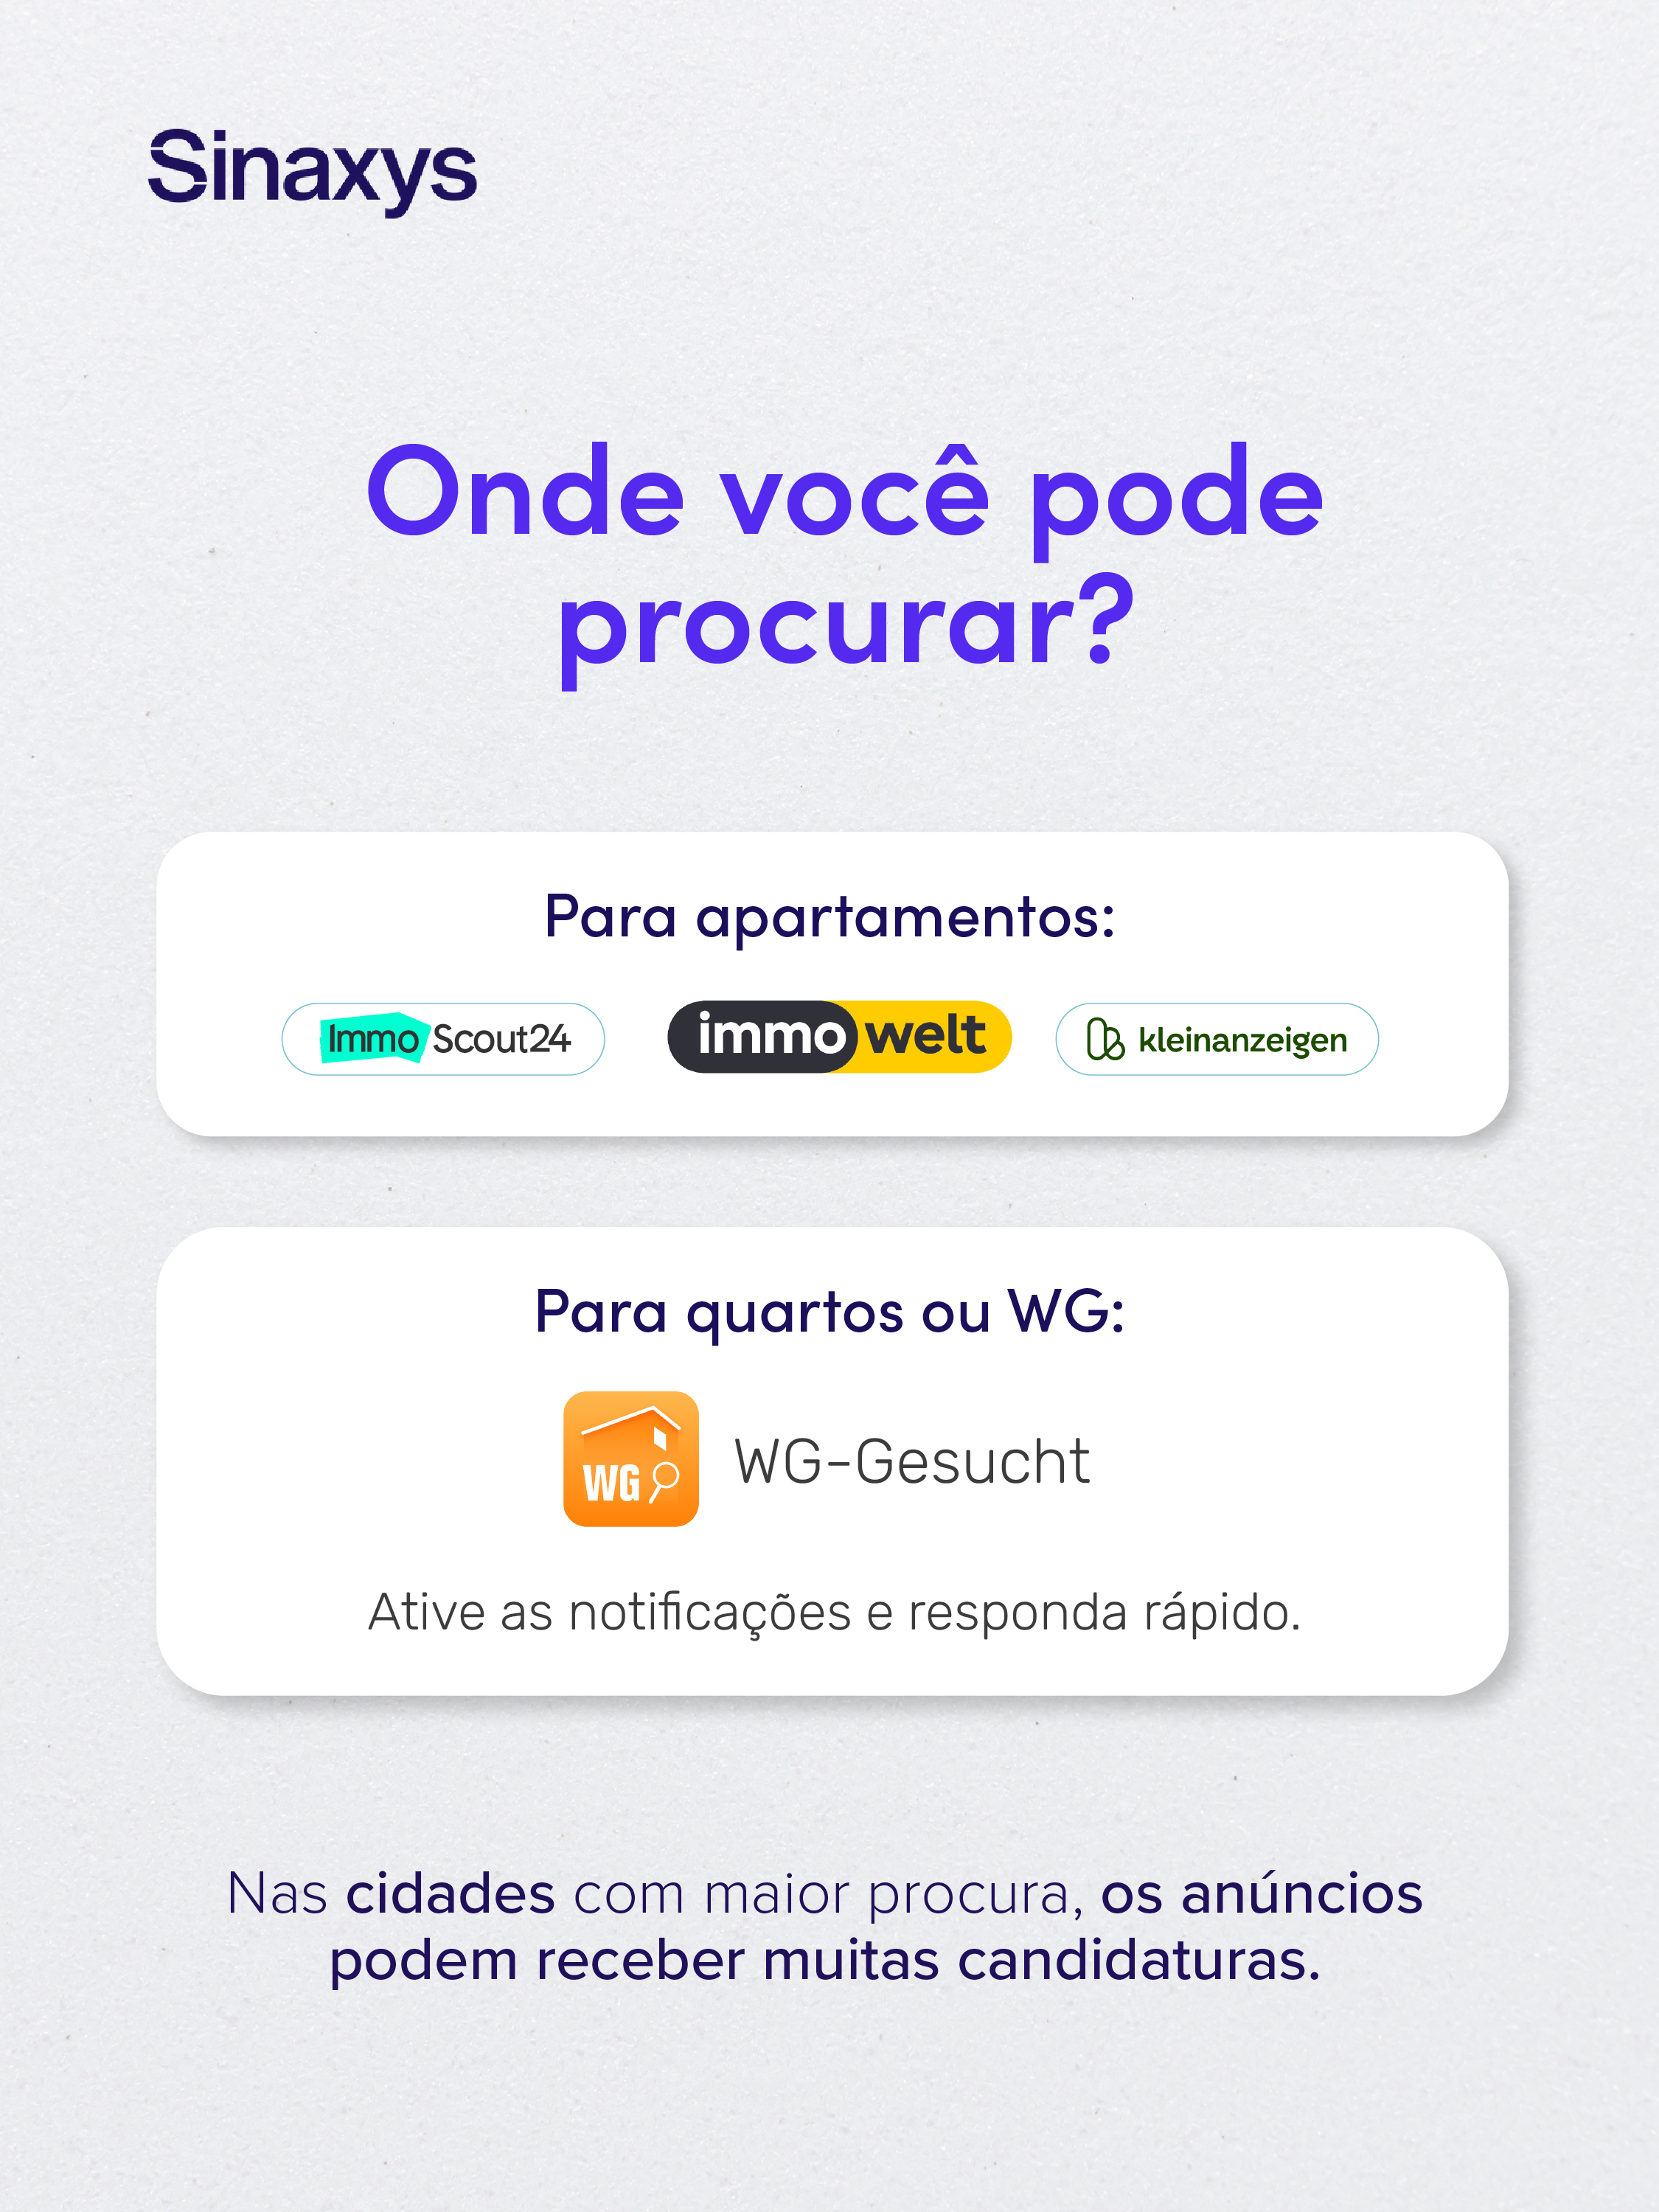 Sinaxys
Onde você pode
procurar?
Para apartamentos:
ImmoScout24
immowelt
kleinanzeigen
Para quartos ou WG:
WG
WG-Gesucht
Ative as notificações e responda rápido.
Nas cidades com maior procura, os anúncios
podem receber muitas candidaturas.